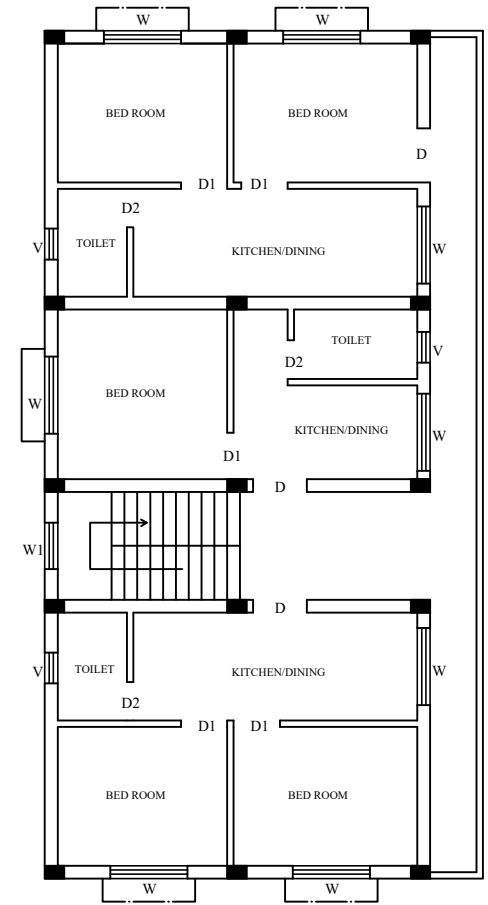 W
W
BED ROOM
BED ROOM
D
D1
D1
D2
V
TOILET
KITCHEN/DINING
W
TOILET
V
D2
W
BED ROOM
KITCHEN/DINING
W
D1
D
W1
D
V
TOILET
KITCHEN/DINING
W
D2
D1
D1
BED ROOM
BED ROOM
W
W